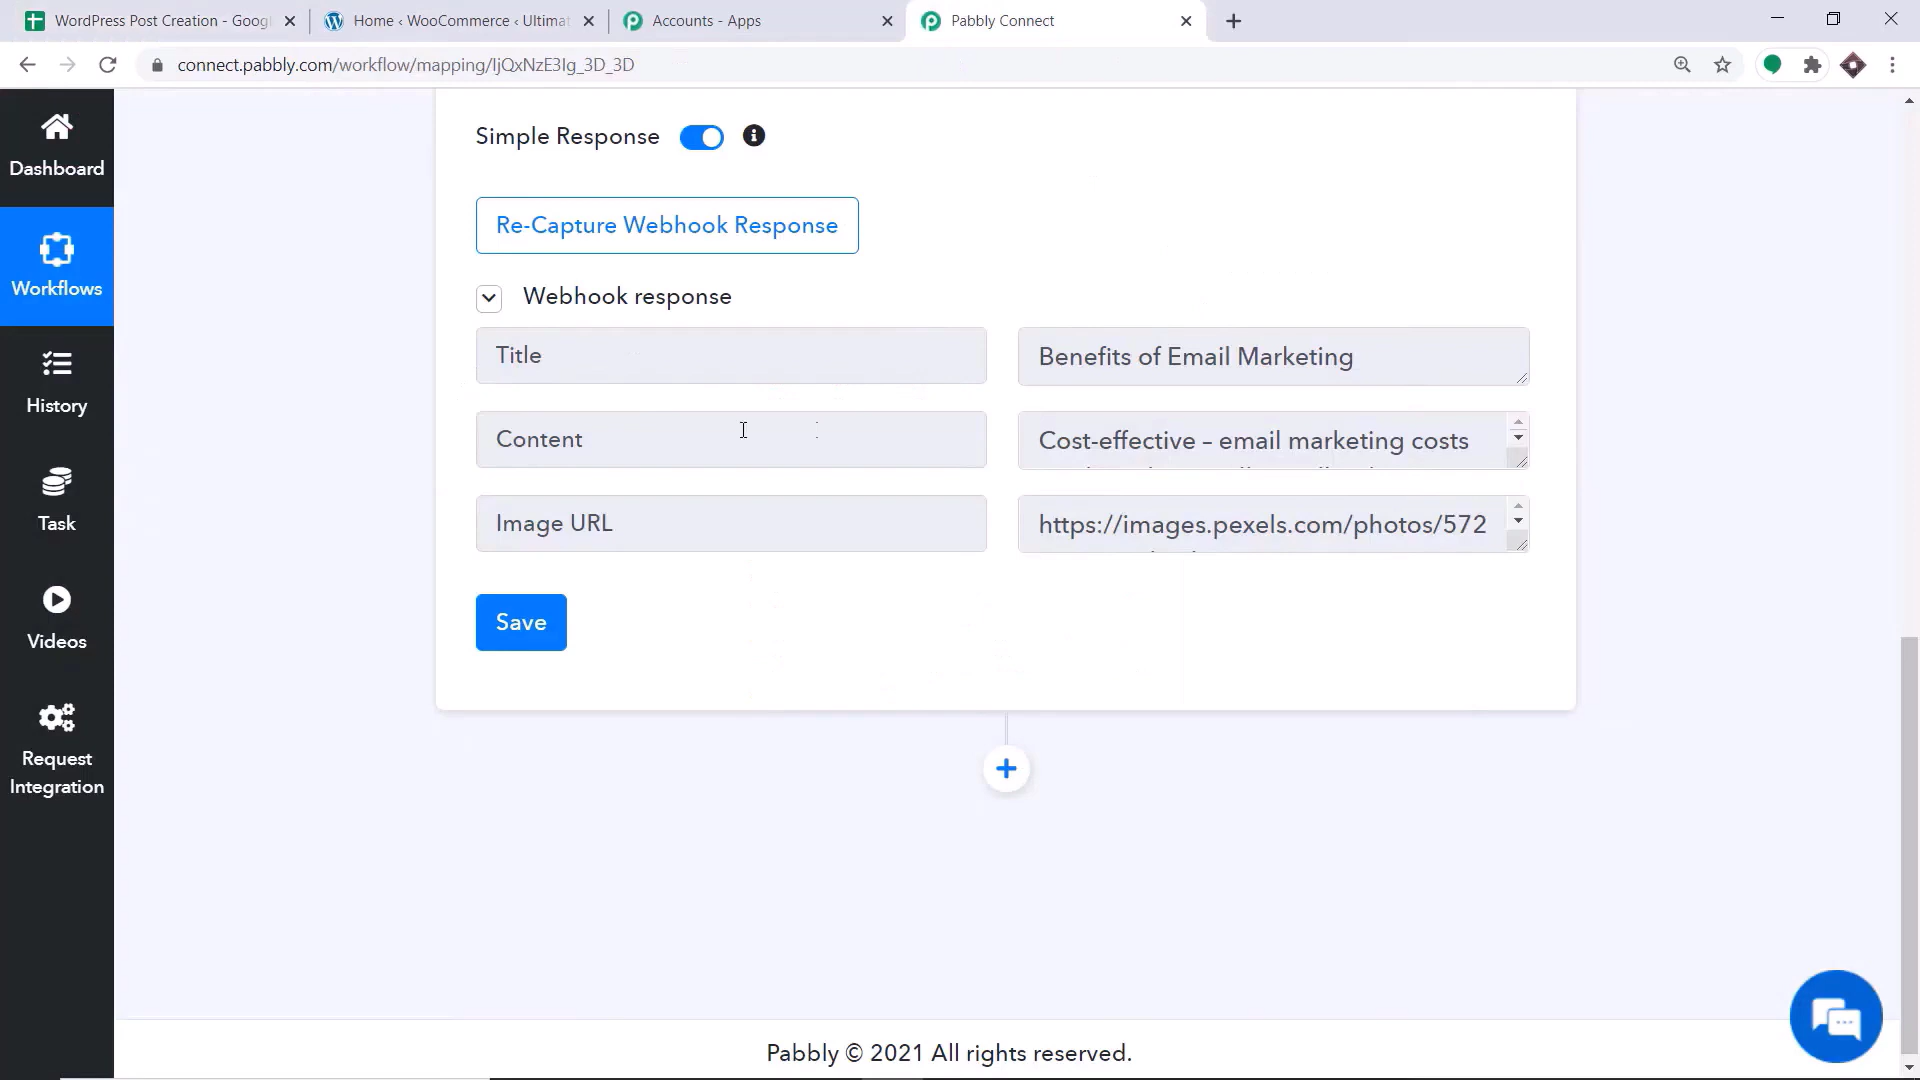 WordPress Post Creation - Goog
Home ‹ WooCommerce ‹ Ultimat
Accounts - Apps
Pabbly Connect
connect.pabbly.com/workflow/mapping/IjQxNzE3Ig_3D_3D
Dashboard
Workflows
History
Task
Videos
Request
Integration
Simple Response
Re-Capture Webhook Response
Webhook response
Title
Benefits of Email Marketing
Content
Cost-effective – email marketing costs
Image URL
https://images.pexels.com/photos/572
Save
Pabbly © 2021 All rights reserved.